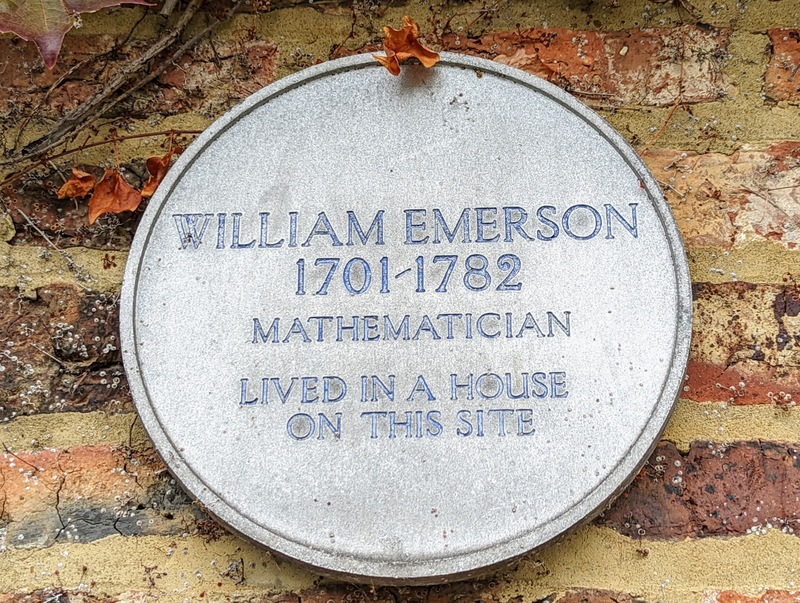 WILLIAM EMERSON
1701-1782
MATHEMATICIAN
LIVED IN A HOUSE
ON THIS SITE